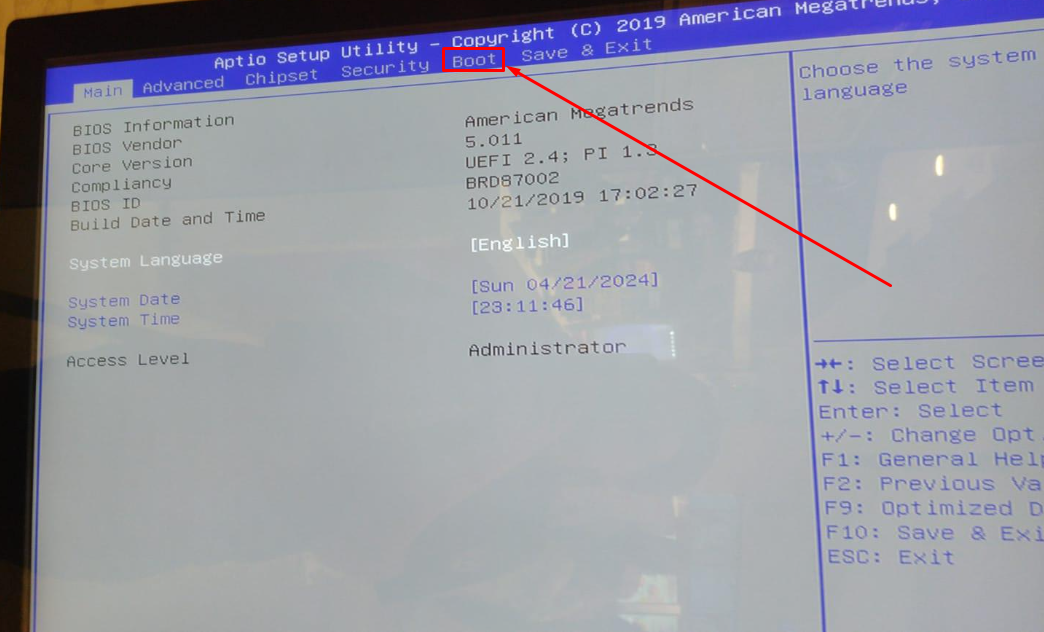 Aptio Setup Utility – Copyright (C) 2019 American
Main Advanced Chipset Security Boot Save & Exit
BIOS Information
BIOS Vendor American Megatrends
Core Version 5.011
Compliancy UEFI 2.4; PI 1.3
BIOS ID BRD87002
Build Date and Time 10/21/2019 17:02:27
System Language [English]
System Date [Sun 04/21/2024]
System Time [23:11:46]
Access Level Administrator
Choose the system
language
→←: Select Scree
↑↓: Select Item
Enter: Select
+/-: Change Opt.
F1: General Help
F2: Previous Va
F9: Optimized D
F10: Save & Exi
ESC: Exit